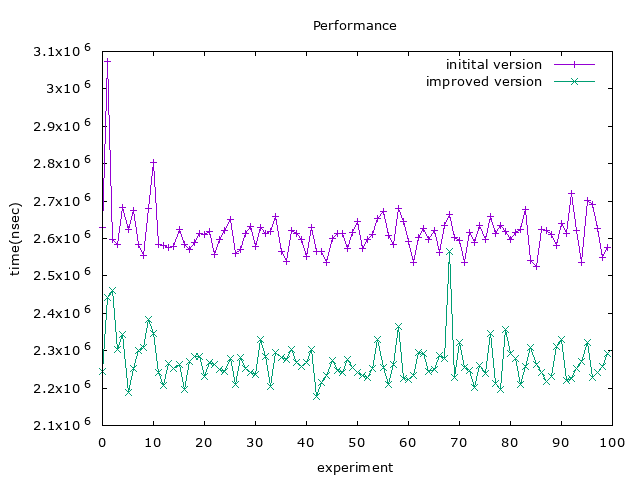 Performance
initital version
improved version
3.1x10 6
3x10 6
2.9x10 6
2.8x10 6
2.7x10 6
2.6x10 6
2.5x10 6
2.4x10 6
2.3x10 6
2.2x10 6
2.1x10 6
time(nsec)
0 10 20 30 40 50 60 70 80 90 100
experiment